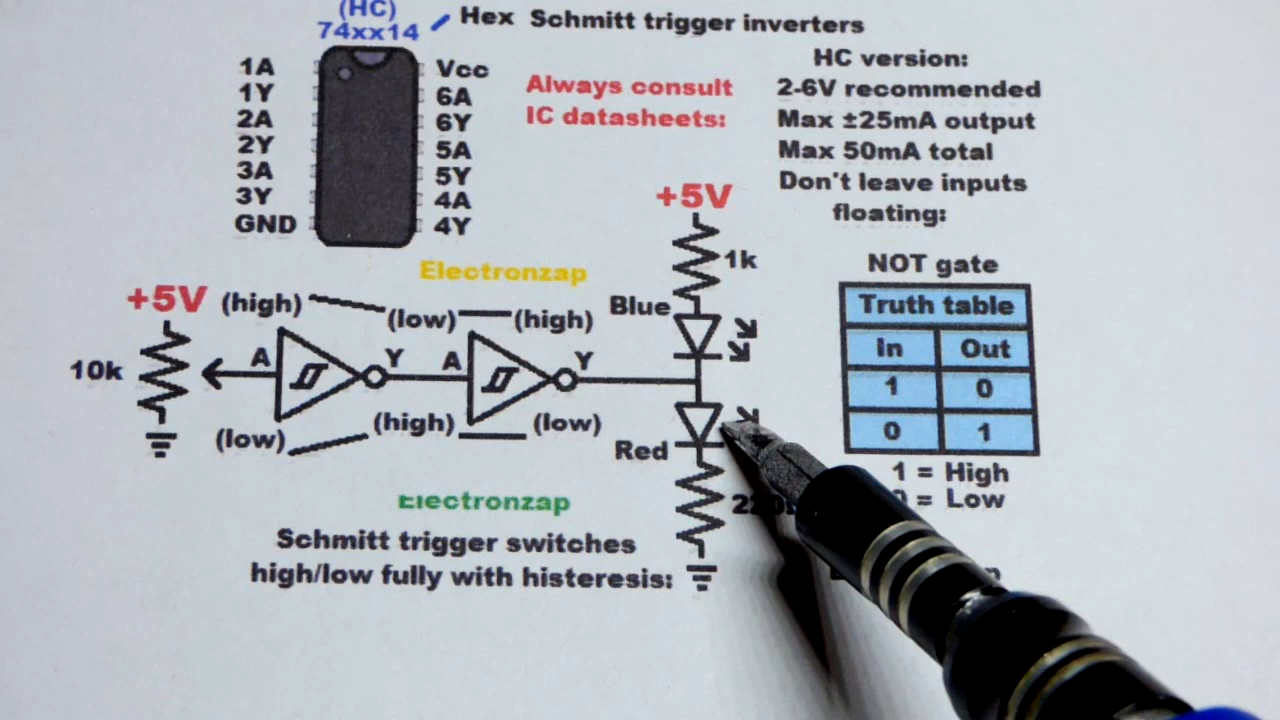 (HC)
74xx14
Hex Schmitt trigger inverters
1A
1Y
2A
2Y
3A
3Y
GND
Vcc
6A
6Y
5A
5Y
4A
4Y
Always consult
IC datasheets:
HC version:
2-6V recommended
Max ±25mA output
Max 50mA total
Don't leave inputs
floating:
+5V
1k
Blue
Electronzap
+5V
(high)
(low)
(high)
10k
A
Y
A
Y
(low)
(high)
(low)
Red
NOT gate
Truth table
In Out
1 0
0 1
1 = High
= Low
Electronzap
Schmitt trigger switches
high/low fully with histeresis: